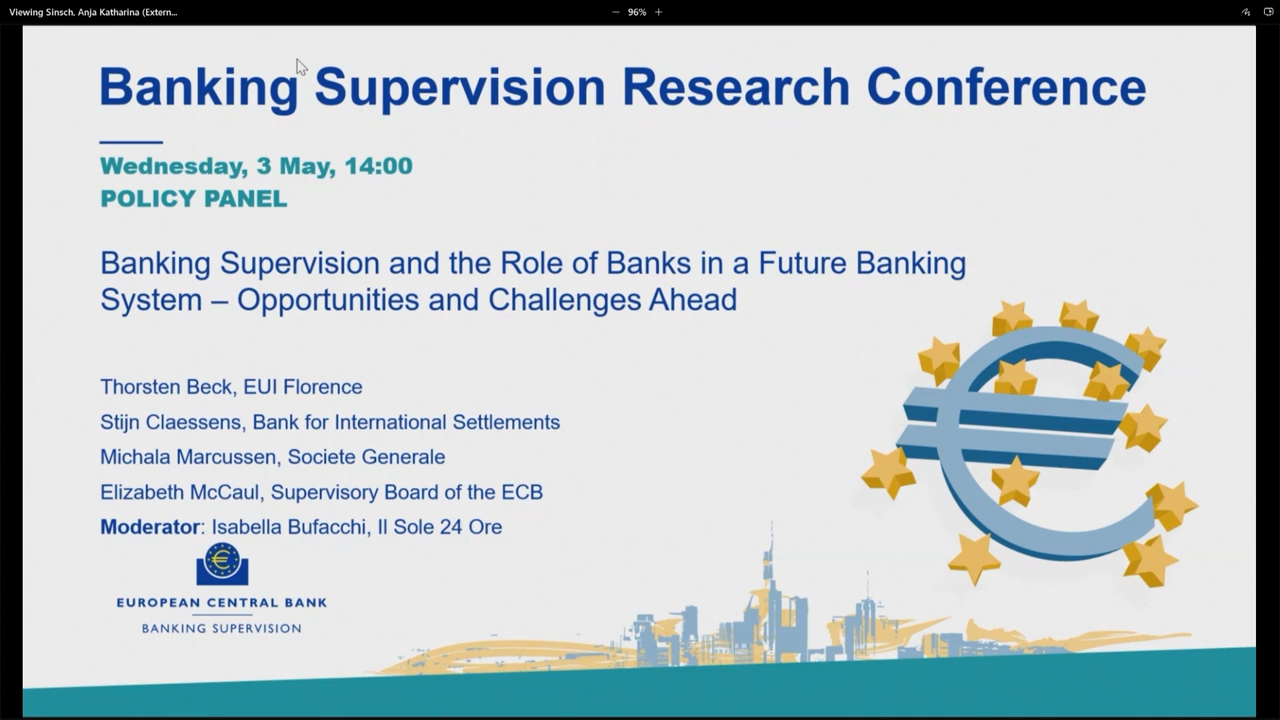 Viewing Sinsch, Anja Katharina (Extern...
− 96% +
Banking Supervision Research Conference
Wednesday, 3 May, 14:00
POLICY PANEL
Banking Supervision and the Role of Banks in a Future Banking
System – Opportunities and Challenges Ahead
Thorsten Beck, EUI Florence
Stijn Claessens, Bank for International Settlements
Michala Marcussen, Societe Generale
Elizabeth McCaul, Supervisory Board of the ECB
Moderator: Isabella Bufacchi, Il Sole 24 Ore
EUROPEAN CENTRAL BANK
BANKING SUPERVISION